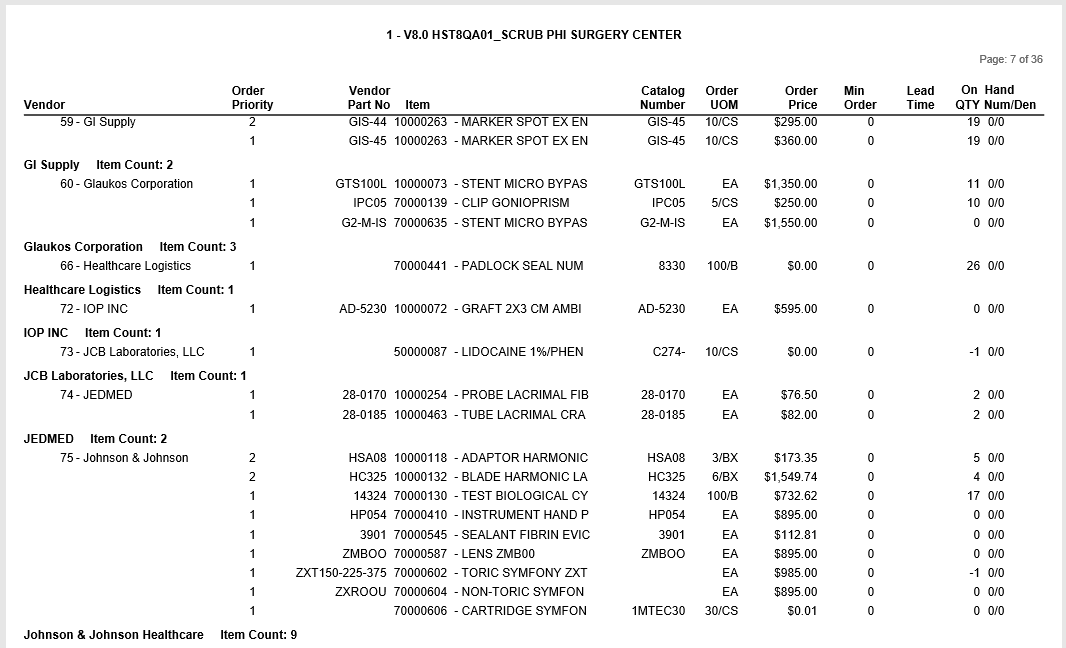 1 - V8.0 HST8QA01_SCRUB PHI SURGERY CENTER
Page: 7 of 36
Order Vendor Catalog Order Order Min Lead On Hand
Vendor Priority Part No Item Number UOM Price Order Time QTY Num/Den
59 - GI Supply 2 GIS-44 10000263 - MARKER SPOT EX EN GIS-45 10/CS $295.00 0 19 0/0
1 GIS-45 10000263 - MARKER SPOT EX EN GIS-45 10/CS $360.00 0 19 0/0
GI Supply Item Count: 2
60 - Glaukos Corporation 1 GTS100L 10000073 - STENT MICRO BYPAS GTS100L EA $1,350.00 0 11 0/0
1 IPC05 70000139 - CLIP GONIOPRISM IPC05 5/CS $250.00 0 10 0/0
1 G2-M-IS 70000635 - STENT MICRO BYPAS G2-M-IS EA $1,550.00 0 0 0/0
Glaukos Corporation Item Count: 3
66 - Healthcare Logistics 1 70000441 - PADLOCK SEAL NUM 8330 100/B $0.00 0 26 0/0
Healthcare Logistics Item Count: 1
72 - IOP INC 1 AD-5230 10000072 - GRAFT 2X3 CM AMBI AD-5230 EA $595.00 0 0 0/0
IOP INC Item Count: 1
73 - JCB Laboratories, LLC 1 50000087 - LIDOCAINE 1%/PHEN C274- 10/CS $0.00 0 -1 0/0
JCB Laboratories, LLC Item Count: 1
74 - JEDMED 1 28-0170 10000254 - PROBE LACRIMAL FIB 28-0170 EA $76.50 0 2 0/0
1 28-0185 10000463 - TUBE LACRIMAL CRA 28-0185 EA $82.00 0 2 0/0
JEDMED Item Count: 2
75 - Johnson & Johnson 2 HSA08 10000118 - ADAPTOR HARMONIC HSA08 3/BX $173.35 0 5 0/0
2 HC325 10000132 - BLADE HARMONIC LA HC325 6/BX $1,549.74 0 4 0/0
1 14324 70000130 - TEST BIOLOGICAL CY 14324 100/B $732.62 0 17 0/0
1 HP054 70000410 - INSTRUMENT HAND P HP054 EA $895.00 0 0 0/0
1 3901 70000545 - SEALANT FIBRIN EVIC 3901 EA $112.81 0 0 0/0
1 ZMBOO 70000587 - LENS ZMB00 ZMBOO EA $895.00 0 0 0/0
1 ZXT150-225-375 70000602 - TORIC SYMFONY ZXT EA $985.00 0 -1 0/0
1 ZXROOU 70000604 - NON-TORIC SYMFON EA $895.00 0 0 0/0
1 70000606 - CARTRIDGE SYMFON 1MTEC30 30/CS $0.01 0 0 0/0
Johnson & Johnson Healthcare Item Count: 9